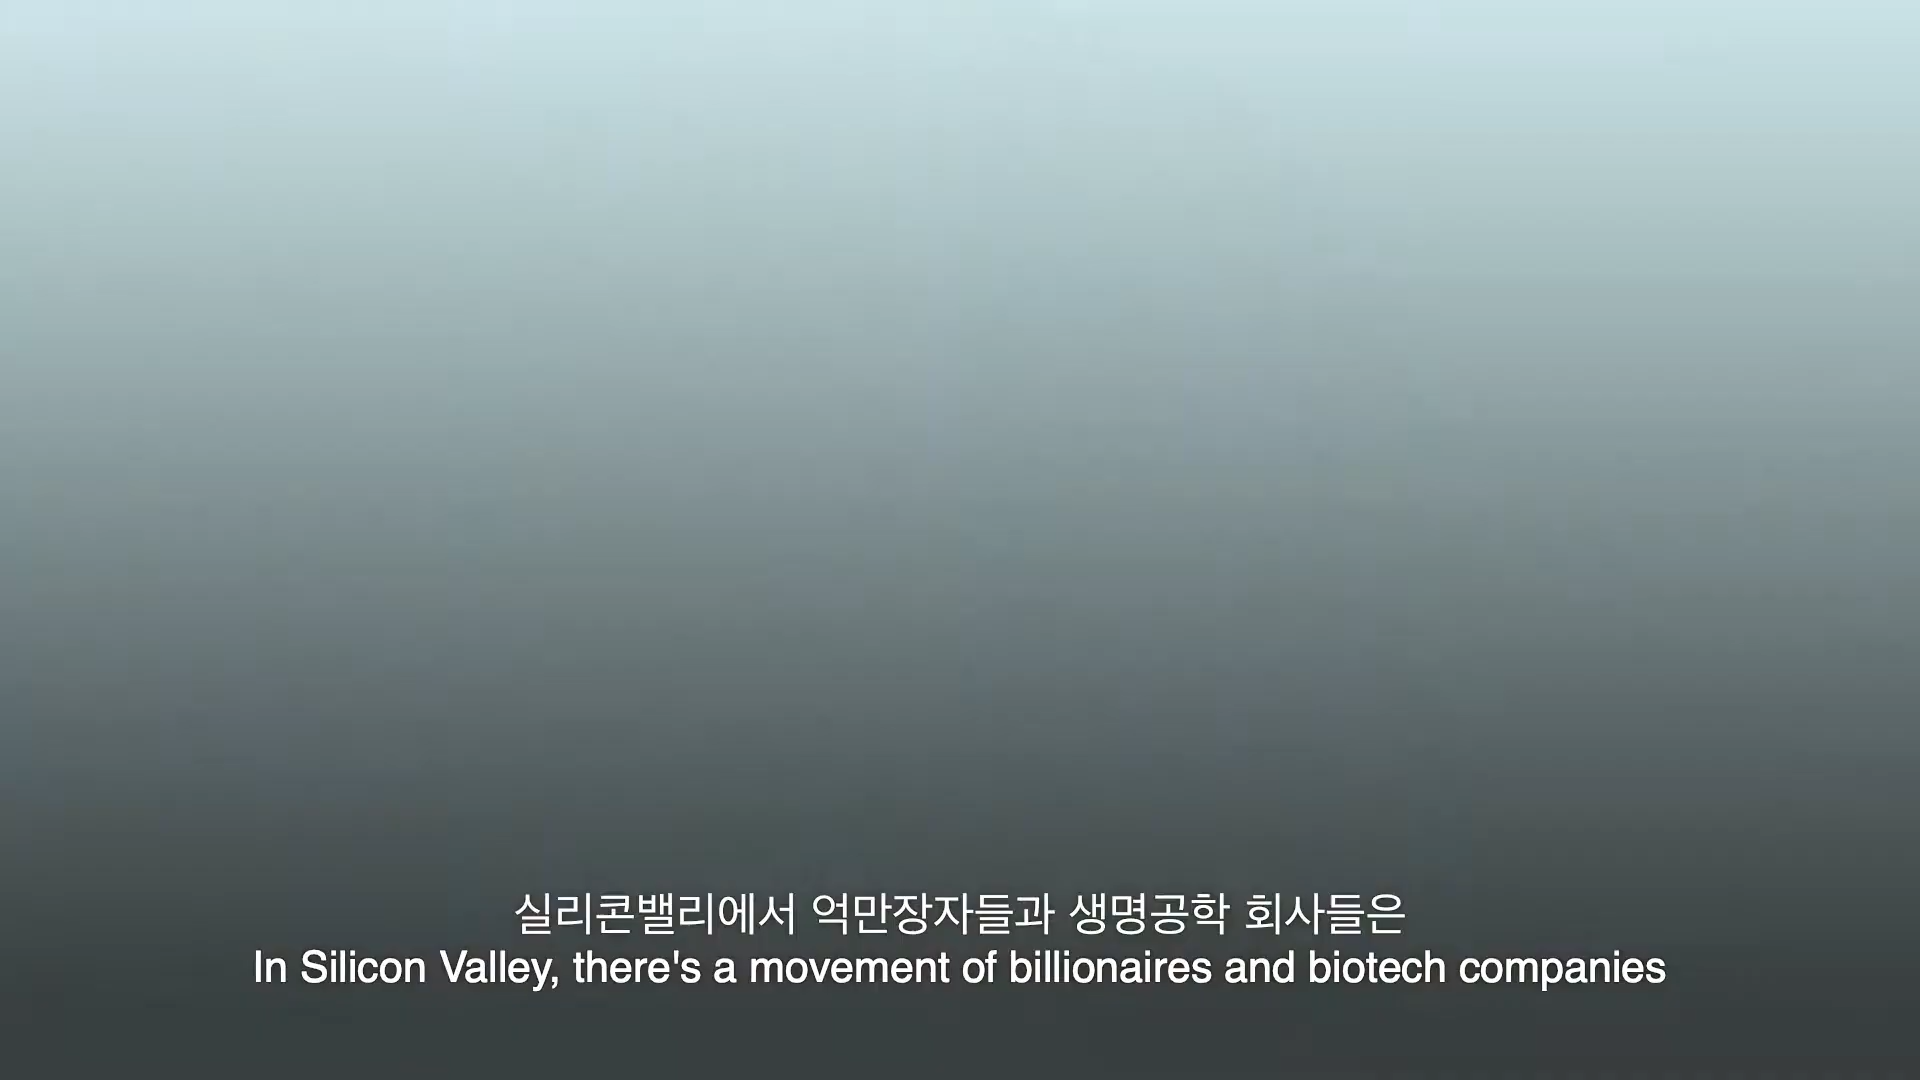 실리콘밸리에서 억만장자들과 생명공학 회사들은
In Silicon Valley, there's a movement of billionaires and biotech companies